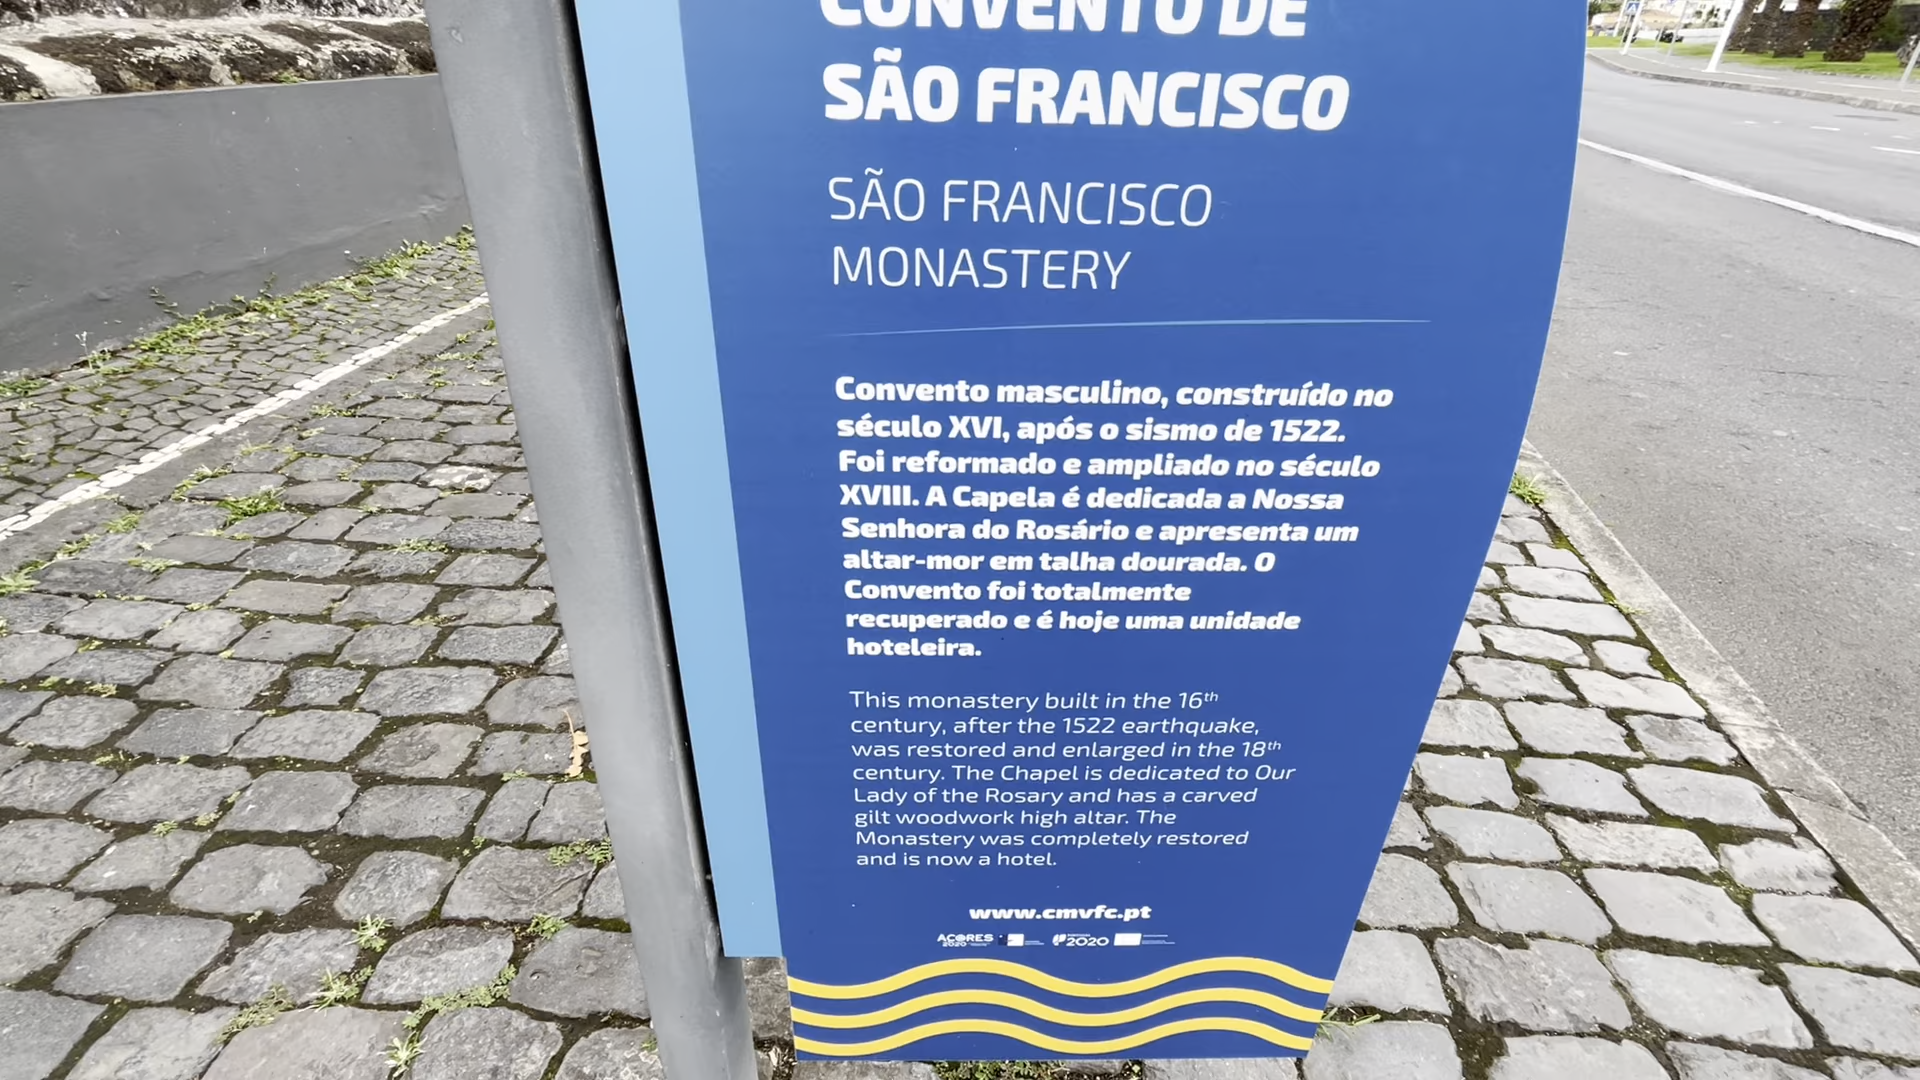 CONVENTO DE
SÃO FRANCISCO
SÃO FRANCISCO
MONASTERY
Convento masculino, construído no
século XVI, após o sismo de 1522.
Foi reformado e ampliado no século
XVIII. A Capela é dedicada a Nossa
Senhora do Rosário e apresenta um
altar-mor em talha dourada. O
Convento foi totalmente
recuperado e é hoje uma unidade
hoteleira.
This monastery built in the 16th
century, after the 1522 earthquake,
was restored and enlarged in the 18th
century. The Chapel is dedicated to Our
Lady of the Rosary and has a carved
gilt woodwork high altar. The
Monastery was completely restored
and is now a hotel.
www.cmvfc.pt
AÇORES
2020
2020